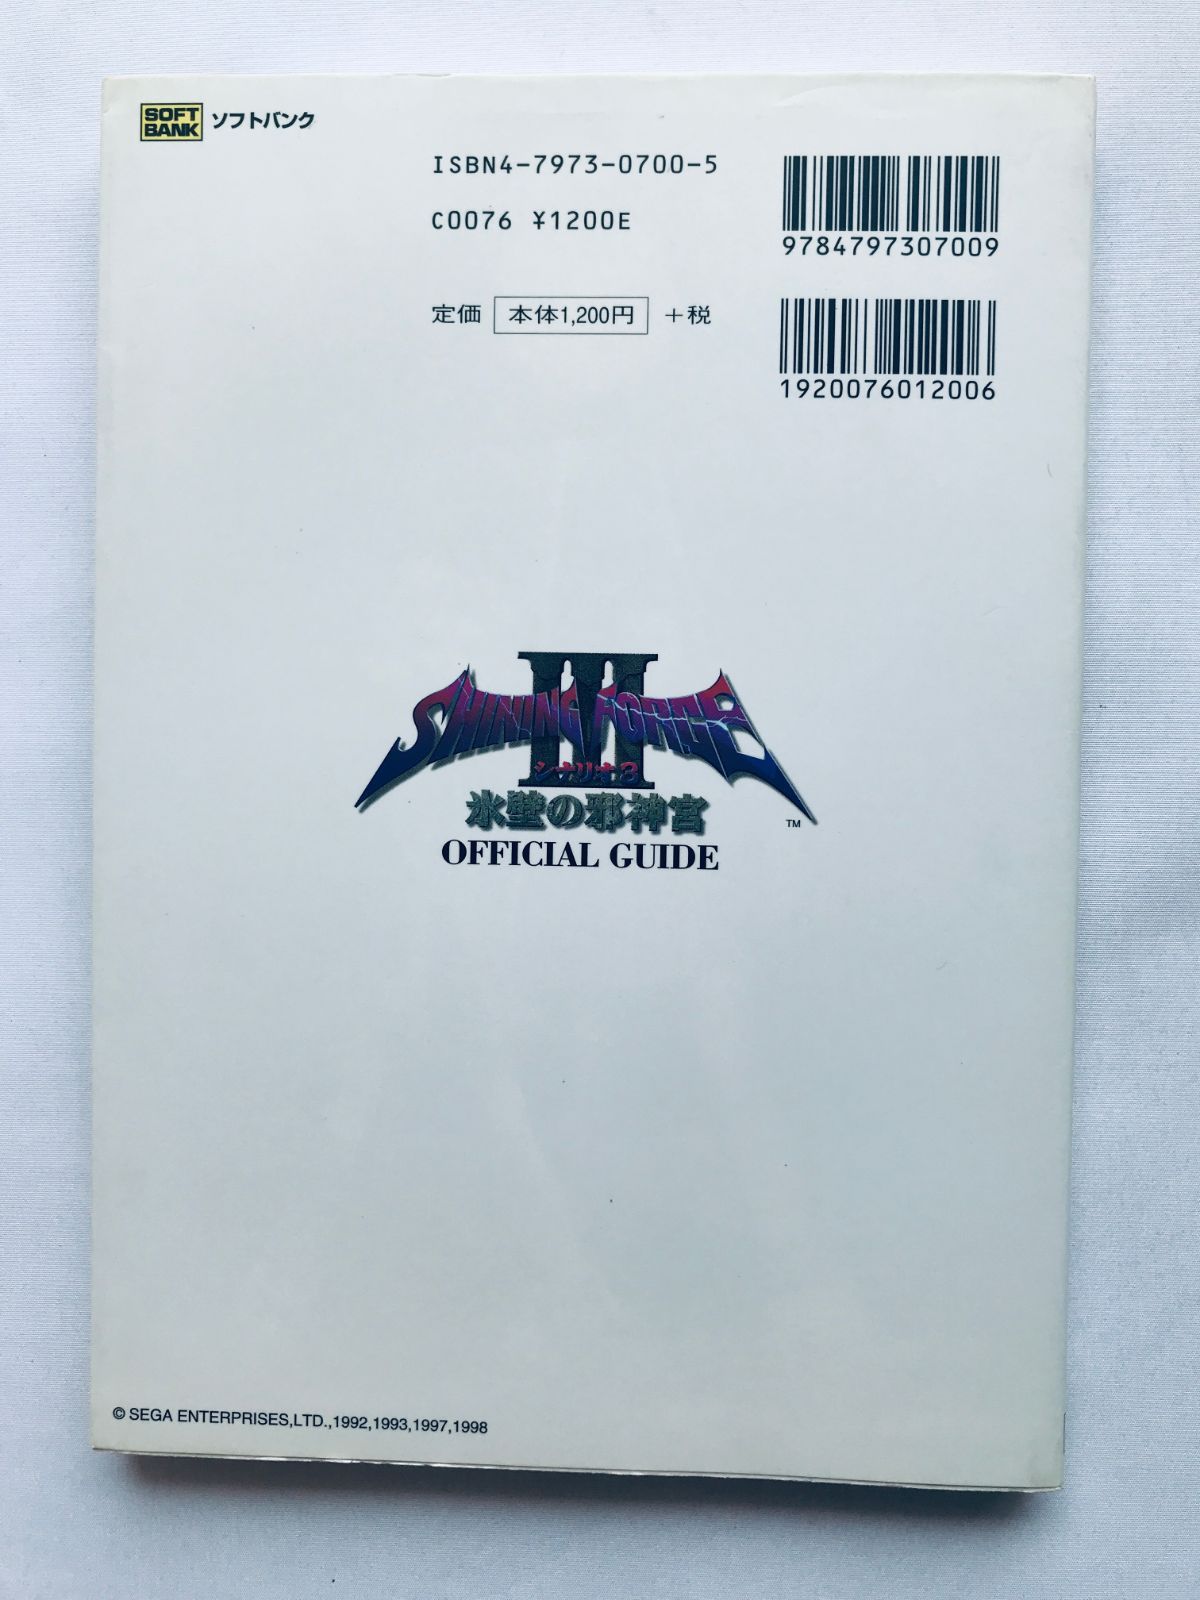 SOFT
BANK
ソフトバンク
ISBN4-7973-0700-5
C0076 ¥1200E
9784797307009
定価 本体1,200円 +税
1920076012006
III
SHINING FORCE
シナリオ3
氷壁の邪神宮
TM
OFFICIAL GUIDE
© SEGA ENTERPRISES,LTD.,1992,1993,1997,1998